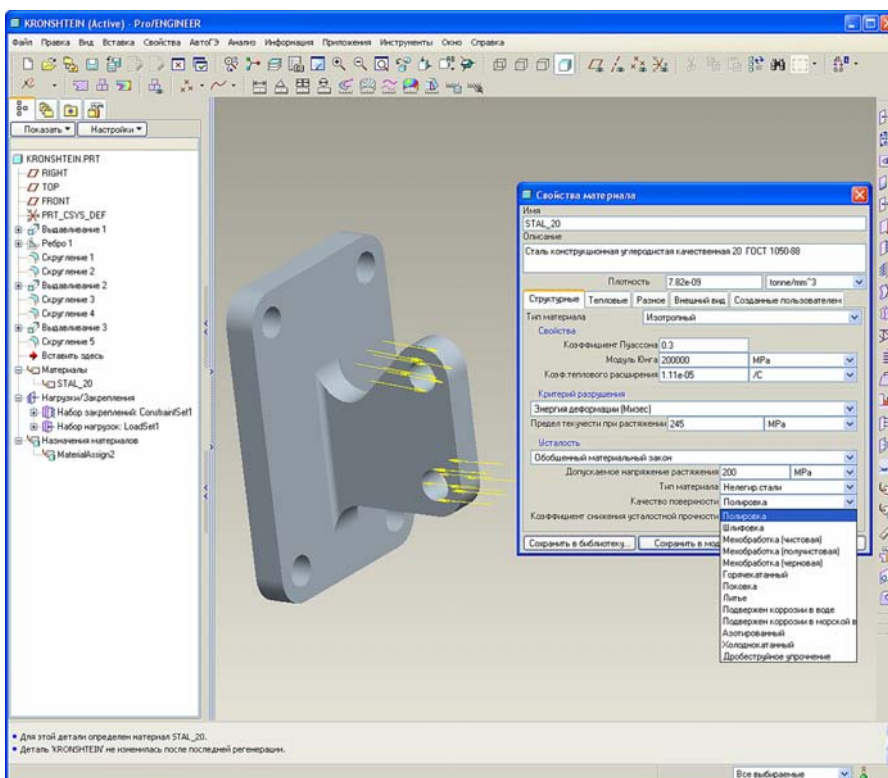 KRONSHTEIN (Active) - Pro/ENGINEER
Файл Правка Вид Вставка Свойства АвтоГЭ Анализ Информация Приложения Инструменты Окно Справка
Показать Настройки
KRONSHTEIN.PRT
RIGHT
TOP
FRONT
PRT_CSYS_DEF
Выдавливание 1
Ребро 1
Скругление 1
Скругление 2
Выдавливание 2
Скругление 3
Скругление 4
Выдавливание 3
Скругление 5
Вставить здесь
Материалы
STAL_20
Нагрузки/Закрепления
Набор закреплений: ConstraintSet1
Набор нагрузок: LoadSet1
Назначения материалов
MaterialAssign2
Свойства материала
Имя
STAL_20
Описание
Сталь конструкционная углеродистая качественная 20 ГОСТ 1050-88
Плотность 7.82e-09 tonne/mm^3
Структурные Тепловые Разное Внешний вид Созданные пользователем
Тип материала Изотропный
Свойства
Коэффициент Пуассона 0.3
Модуль Юнга 200000 MPa
Коэф.теплового расширения 1.11e-05 /C
Критерий разрушения
Энергия деформации (Мизес)
Предел текучести при растяжении 245 MPa
Усталость
Обобщенный материальный закон
Допускаемое напряжение растяжения 200 MPa
Тип материала Нелегир.стали
Качество поверхности Полировка
Коэффициент снижения усталостной прочности
Полировка
Шлифовка
Мехобработка (чистовая)
Мехобработка (получистовая)
Мехобработка (черновая)
Горячекатанный
Поковка
Литье
Подвержен коррозии в воде
Подвержен коррозии в морской в
Азотированный
Холоднокатанный
Дробеструйное упрочнение
Сохранить в библиотеку... Сохранить в мод
Для этой детали определен материал STAL_20.
Деталь 'KRONSHTEIN' не изменилась после последней регенерации.
Все выбираемые